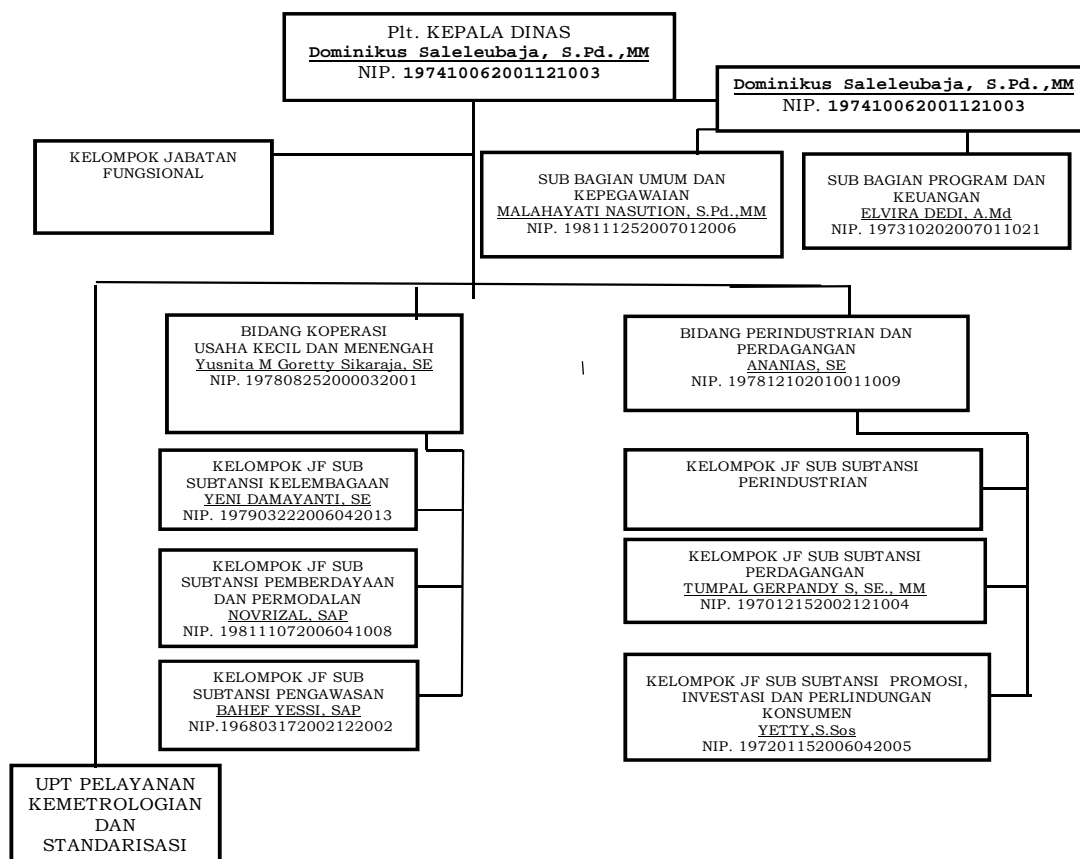 Plt. KEPALA DINAS
Dominikus Saleleubaja, S.Pd.,MM
NIP. 197410062001121003
Dominikus Saleleubaja, S.Pd.,MM
NIP. 197410062001121003
KELOMPOK JABATAN
FUNGSIONAL
SUB BAGIAN UMUM DAN
KEPEGAWAIAN
MALAHAYATI NASUTION, S.Pd.,MM
NIP. 198111252007012006
SUB BAGIAN PROGRAM DAN
KEUANGAN
ELVIRA DEDI, A.Md
NIP. 197310202007011021
BIDANG KOPERASI
USAHA KECIL DAN MENENGAH
Yusnita M Goretty Sikaraja, SE
NIP. 197808252000032001
BIDANG PERINDUSTRIAN DAN
PERDAGANGAN
ANANIAS, SE
NIP. 197812102010011009
KELOMPOK JF SUB
SUBTANSI KELEMBAGAAN
YENI DAMAYANTI, SE
NIP. 197903222006042013
KELOMPOK JF SUB
SUBTANSI PEMBERDAYAAN
DAN PERMODALAN
NOVRIZAL, SAP
NIP. 198111072006041008
KELOMPOK JF SUB
SUBTANSI PENGAWASAN
BAHEF YESSI, SAP
NIP.196803172002122002
KELOMPOK JF SUB SUBTANSI
PERINDUSTRIAN
KELOMPOK JF SUB SUBTANSI
PERDAGANGAN
TUMPAL GERPANDY S, SE., MM
NIP. 197012152002121004
KELOMPOK JF SUB SUBTANSI PROMOSI,
INVESTASI DAN PERLINDUNGAN
KONSUMEN
YETTY,S.Sos
NIP. 197201152006042005
UPT PELAYANAN
KEMETROLOGIAN
DAN
STANDARISASI